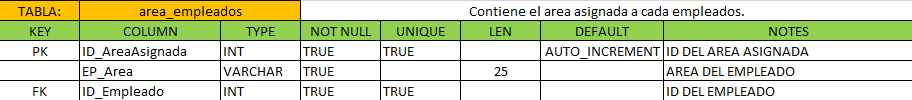 TABLA: area_empleados Contiene el area asignada a cada empleados.
KEY COLUMN TYPE NOT NULL UNIQUE LEN DEFAULT NOTES
PK ID_AreaAsignada INT TRUE TRUE AUTO_INCREMENT ID DEL AREA ASIGNADA
EP_Area VARCHAR TRUE 25 AREA DEL EMPLEADO
FK ID_Empleado INT TRUE TRUE ID DEL EMPLEADO